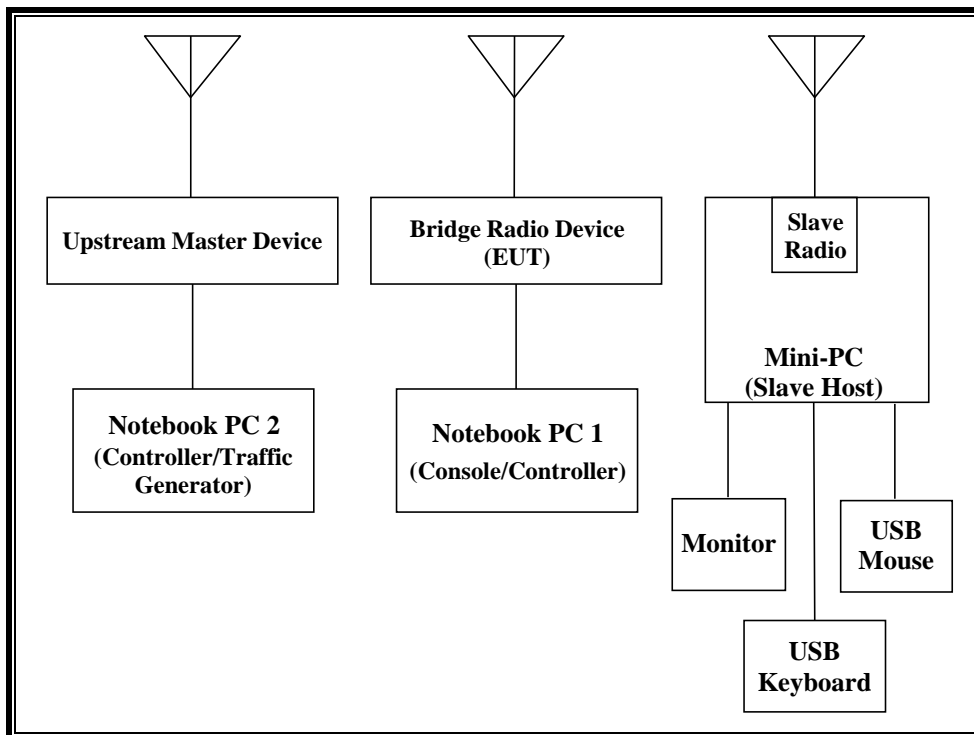 Upstream Master Device
Bridge Radio Device
(EUT)
Slave
Radio
Mini-PC
(Slave Host)
Notebook PC 2
(Controller/Traffic
Generator)
Notebook PC 1
(Console/Controller)
Monitor
USB
Mouse
USB
Keyboard